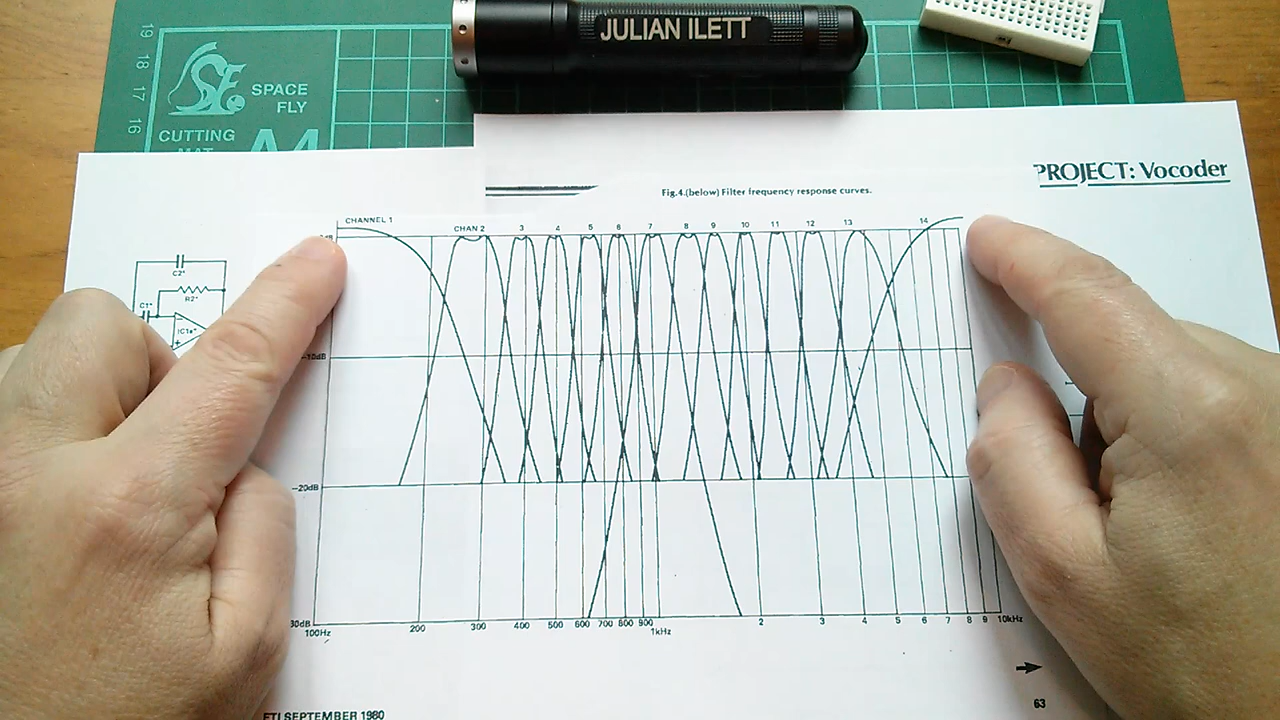 JULIAN ILETT
19
18
17
16
SPACE
FLY
CUTTING
MAT
A4
PROJECT: Vocoder
Fig.4.(below) Filter frequency response curves.
CHANNEL 1
CHAN 2
3
4
5
6
7
8
9
10
11
12
13
14
C2*
R2*
C1*
IC1a*
-10dB
-20dB
30dB
100Hz
200
300
400
500
600
700
800
900
1kHz
2
3
4
5
6
7
8
9
10kHz
63
ETI SEPTEMBER 1980